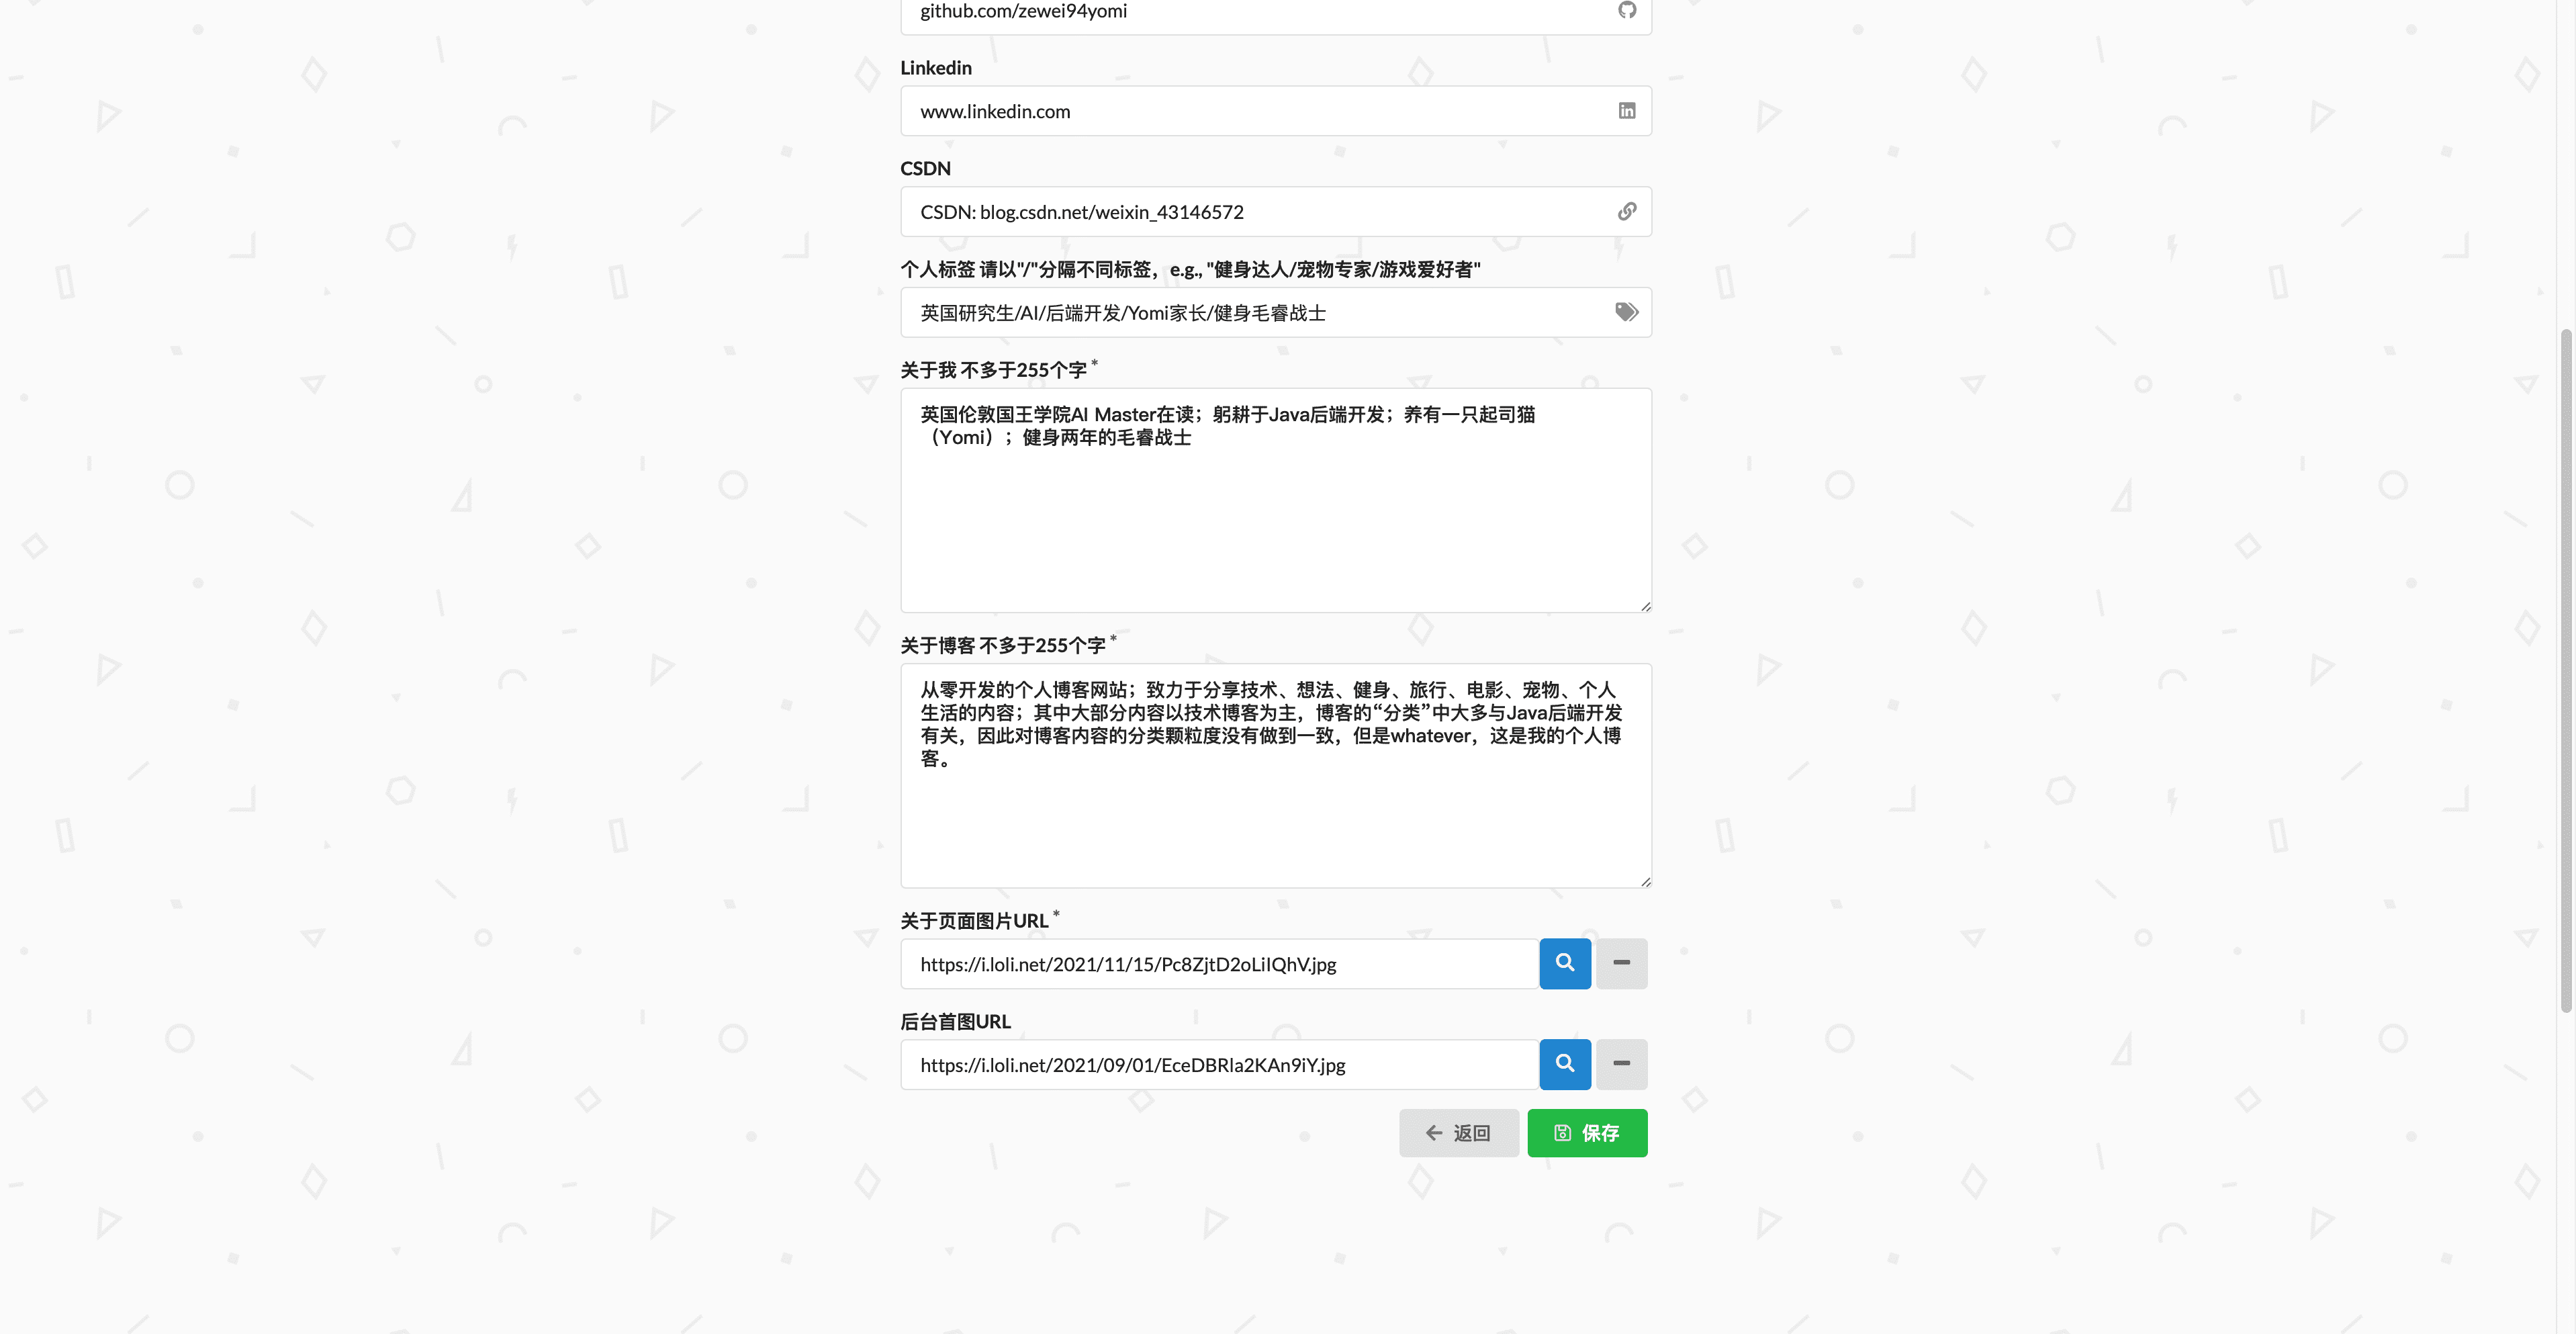 github.com/zewei94yomi
Linkedin
www.linkedin.com
CSDN
CSDN: blog.csdn.net/weixin_43146572
个人标签 请以"/"分隔不同标签，e.g., "健身达人/宠物专家/游戏爱好者"
英国研究生/AI/后端开发/Yomi家长/健身毛睿战士
关于我 不多于255个字 *
英国伦敦国王学院AI Master在读；躬耕于Java后端开发；养有一只起司猫
（Yomi）；健身两年的毛睿战士
关于博客 不多于255个字 *
从零开发的个人博客网站；致力于分享技术、想法、健身、旅行、电影、宠物、个人
生活的内容；其中大部分内容以技术博客为主，博客的“分类”中大多与Java后端开发
有关，因此对博客内容的分类颗粒度没有做到一致，但是whatever，这是我的个人博
客。
关于页面图片URL *
https://i.loli.net/2021/11/15/Pc8ZjtD2oLiIQhV.jpg
后台首图URL
https://i.loli.net/2021/09/01/EceDBRla2KAn9iY.jpg
返回
保存